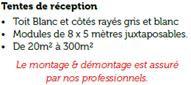 Tentes de réception
• Toit Blanc et côtés rayés gris et blanc
• Modules de 8 x 5 mètres juxtaposables.
• De 20m² à 300m²
Le montage & démontage est assuré
par nos professionnels.